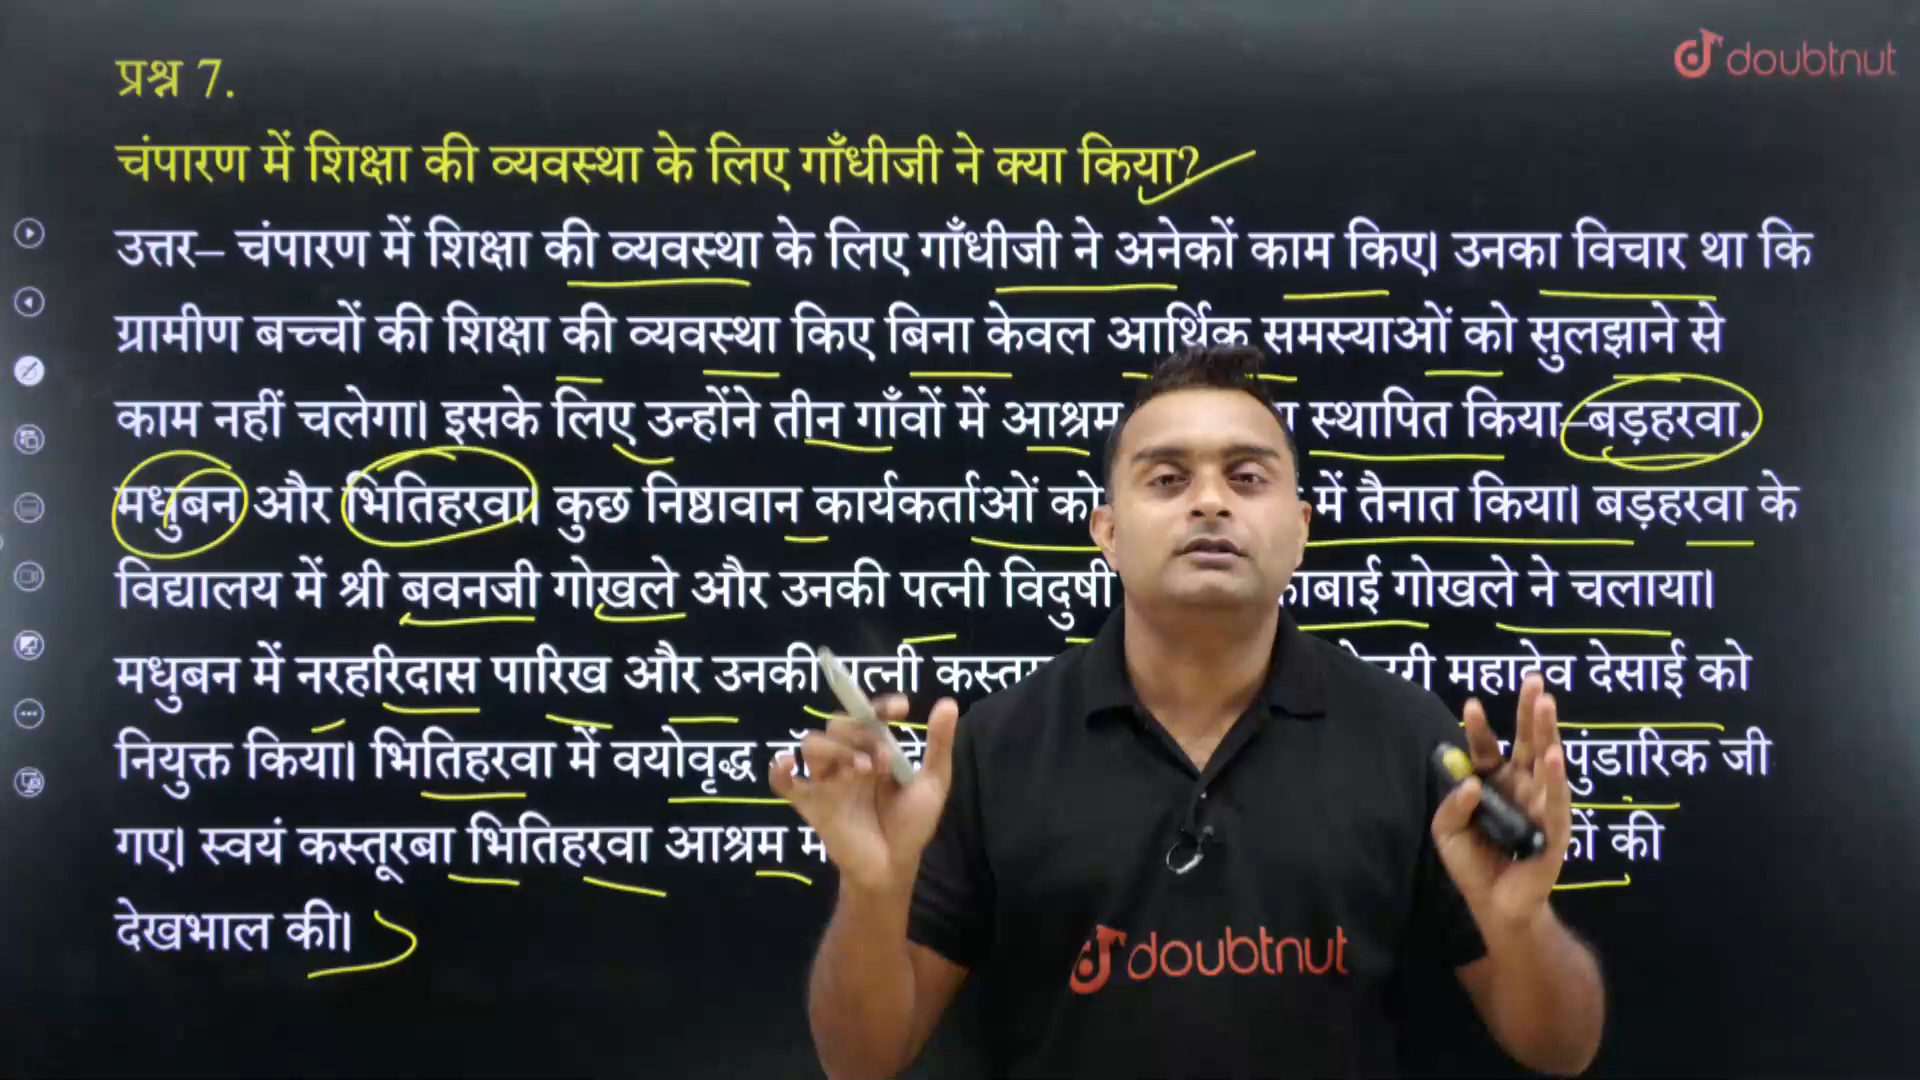 doubtnut
प्रश्न 7.
चंपारण में शिक्षा की व्यवस्था के लिए गाँधीजी ने क्या किया?
उत्तर– चंपारण में शिक्षा की व्यवस्था के लिए गाँधीजी ने अनेकों काम किए। उनका विचार था कि
ग्रामीण बच्चों की शिक्षा की व्यवस्था किए बिना केवल आर्थिक समस्याओं को सुलझाने से
काम नहीं चलेगा। इसके लिए उन्होंने तीन गाँवों में आश्रम स्थापित किया–बड़हरवा,
मधुबन और भितिहरवा। कुछ निष्ठावान कार्यकर्ताओं को में तैनात किया। बड़हरवा के
विद्यालय में श्री बवनजी गोखले और उनकी पत्नी विदुषी गोखले ने चलाया।
मधुबन में नरहरिदास पारिख और उनकी पत्नी महादेव देसाई को
नियुक्त किया। भितिहरवा में वयोवृद्ध पुंडारिक जी
गए। स्वयं कस्तूरबा भितिहरवा आश्रम की
देखभाल की।
doubtnut